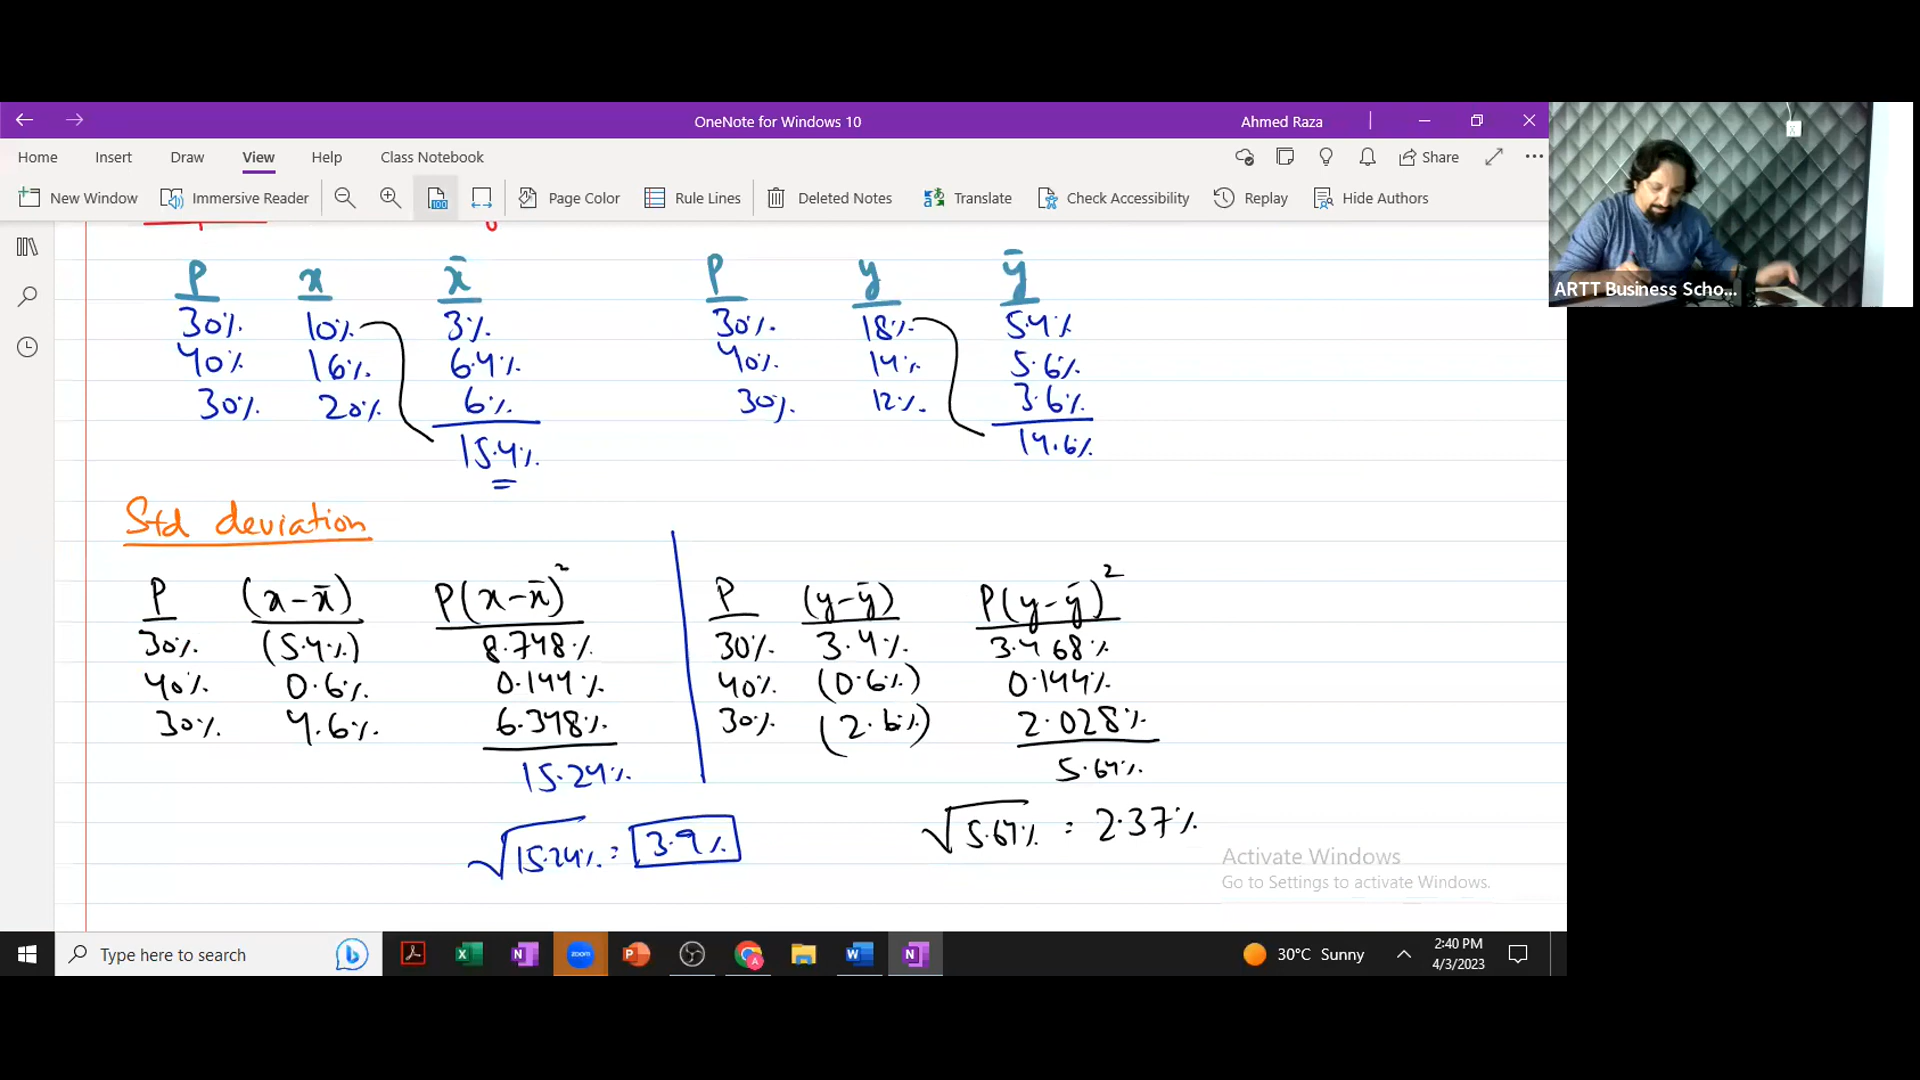 OneNote for Windows 10
Ahmed Raza
Home Insert Draw View Help Class Notebook
Share
New Window Immersive Reader 100 Page Color Rule Lines Deleted Notes Translate Check Accessibility Replay Hide Authors
ARTT Business Scho...
P x x̄ P y ȳ
30% 10% 3% 30% 18% 5.4%
40% 16% 6.4% 40% 14% 5.6%
30% 20% 6% 30% 12% 3.6%
15.4% 14.6%
Std deviation
P (x-x̄) P(x-x̄)² P (y-ȳ) P(y-ȳ)²
30% (5.4%) 8.748% 30% 3.4% 3.468%
40% 0.6% 0.144% 40% (0.6%) 0.144%
30% 4.6% 6.348% 30% (2.6%) 2.028%
15.24% 5.64%
√15.24% = 3.9% √5.64% = 2.37%
Activate Windows
Go to Settings to activate Windows.
Type here to search
zoom
30°C Sunny
2:40 PM
4/3/2023